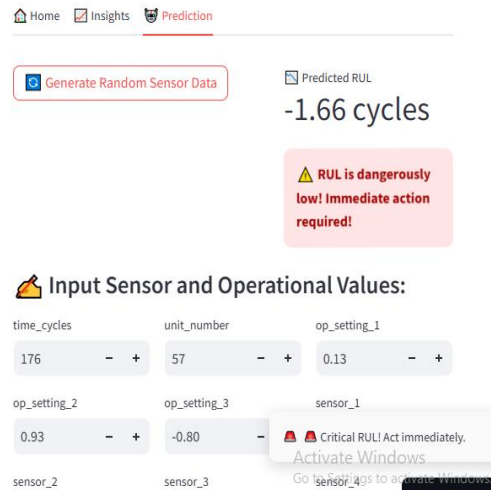 Home Insights Prediction
Generate Random Sensor Data
Predicted RUL
-1.66 cycles
RUL is dangerously
low! Immediate action
required!
Input Sensor and Operational Values:
time_cycles unit_number op_setting_1
176 - + 57 - + 0.13 - +
op_setting_2 op_setting_3 sensor_1
0.93 - + -0.80 -
Critical RUL! Act immediately.
Activate Windows
Go to Settings to activate Windows
sensor_2 sensor_3 sensor_4